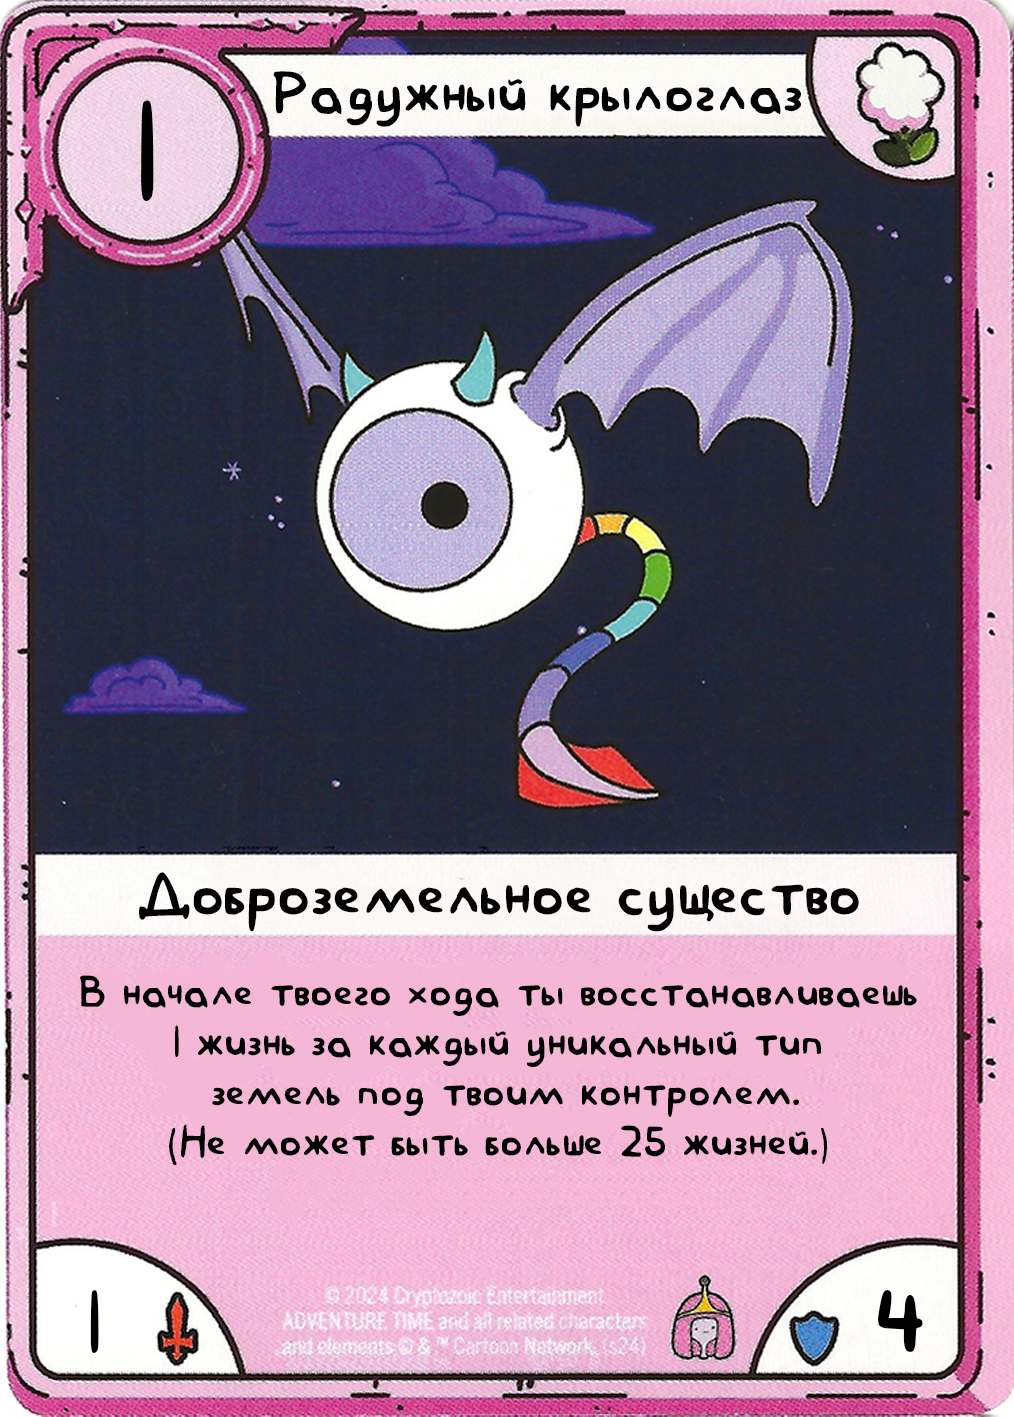 1
Радужный крылоглаз
Доброземельное существо
В начале твоего хода ты восстанавливаешь
1 жизнь за каждый уникальный тип
земель под твоим контролем.
(Не может быть больше 25 жизней.)
© 2024 Cryptozoic Entertainment.
ADVENTURE TIME and all related characters
and elements © & ™ Cartoon Network. (s24)
1
4